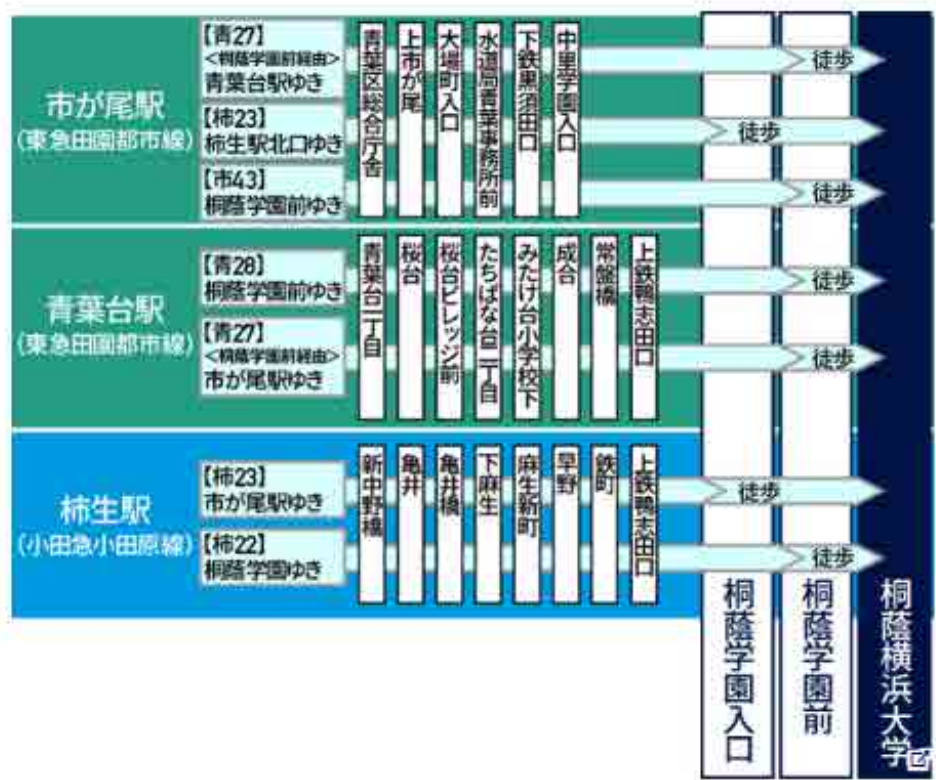 市が尾駅
(東急田園都市線)
【青27】
<桐蔭学園前経由>
青葉台駅ゆき
【柿23】
柿生駅北口ゆき
【市43】
桐蔭学園前ゆき
青葉区総合庁舎
上市が尾
大場町入口
水道局青葉事務所前
下鉄黒須田口
中里学園入口
徒歩
徒歩
徒歩
青葉台駅
(東急田園都市線)
【青28】
桐蔭学園前ゆき
【青27】
<桐蔭学園前経由>
市が尾駅ゆき
青葉台一丁目
桜台
桜台ビレッジ前
たちばな台二丁目
みたけ台小学校下
成合
常盤橋
上鉄鴨志田口
徒歩
徒歩
柿生駅
(小田急小田原線)
【柿23】
市が尾駅ゆき
【柿22】
桐蔭学園ゆき
新中野橋
亀井
亀井橋
下麻生
麻生新町
早野
鉄町
上鉄鴨志田口
徒歩
徒歩
桐蔭学園入口
桐蔭学園前
桐蔭横浜大学